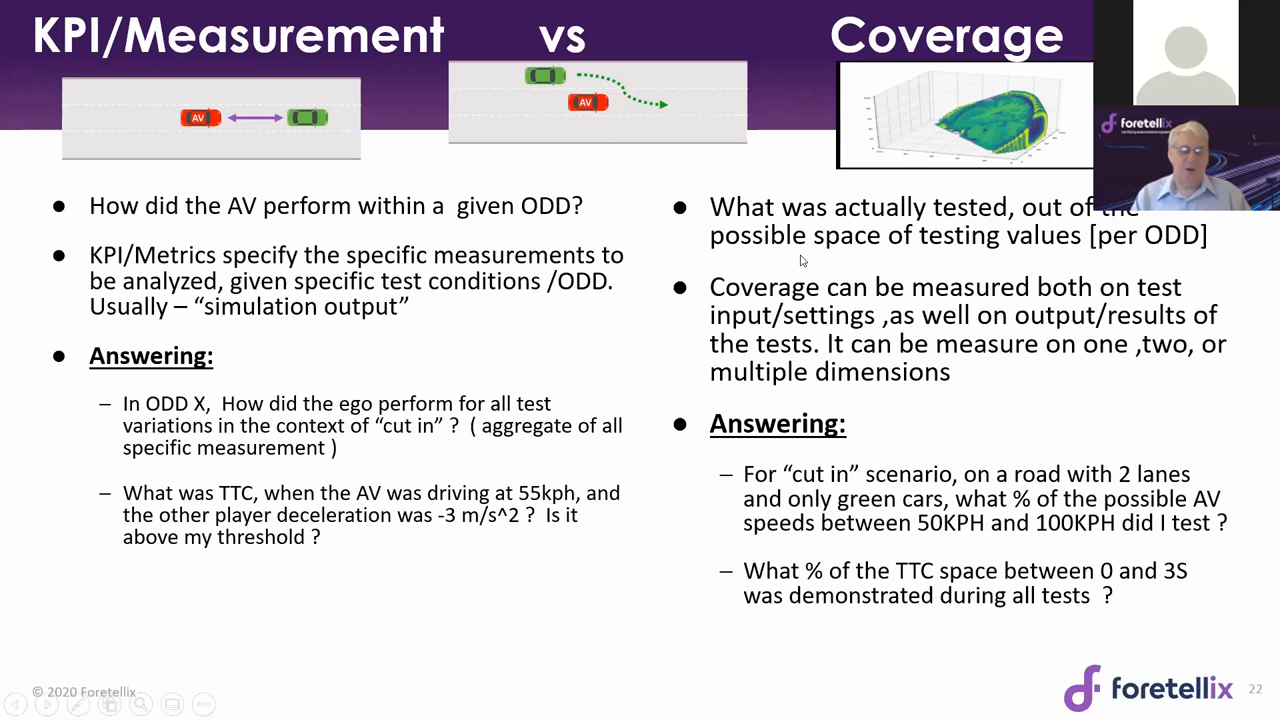 KPI/Measurement vs Coverage
AV
AV
foretellix
How did the AV perform within a given ODD?
KPI/Metrics specify the specific measurements to
be analyzed, given specific test conditions /ODD.
Usually – “simulation output”
Answering:
– In ODD X, How did the ego perform for all test
variations in the context of “cut in” ? ( aggregate of all
specific measurement )
– What was TTC, when the AV was driving at 55kph, and
the other player deceleration was -3 m/s^2 ? Is it
above my threshold ?
What was actually tested, out of the
possible space of testing values [per ODD]
Coverage can be measured both on test
input/settings ,as well on output/results of
the tests. It can be measure on one ,two, or
multiple dimensions
Answering:
– For “cut in” scenario, on a road with 2 lanes
and only green cars, what % of the possible AV
speeds between 50KPH and 100KPH did I test ?
– What % of the TTC space between 0 and 3S
was demonstrated during all tests ?
© 2020 Foretellix
foretellix
22